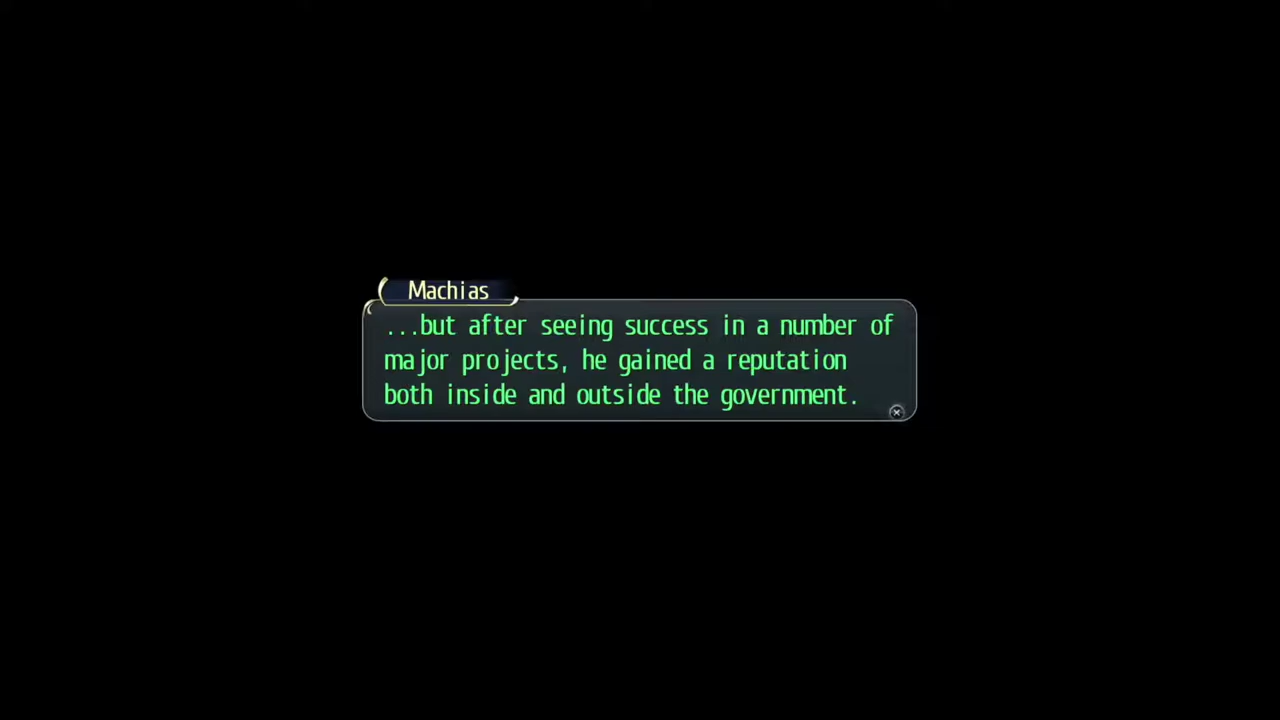 Machias
...but after seeing success in a number of
major projects, he gained a reputation
both inside and outside the government.